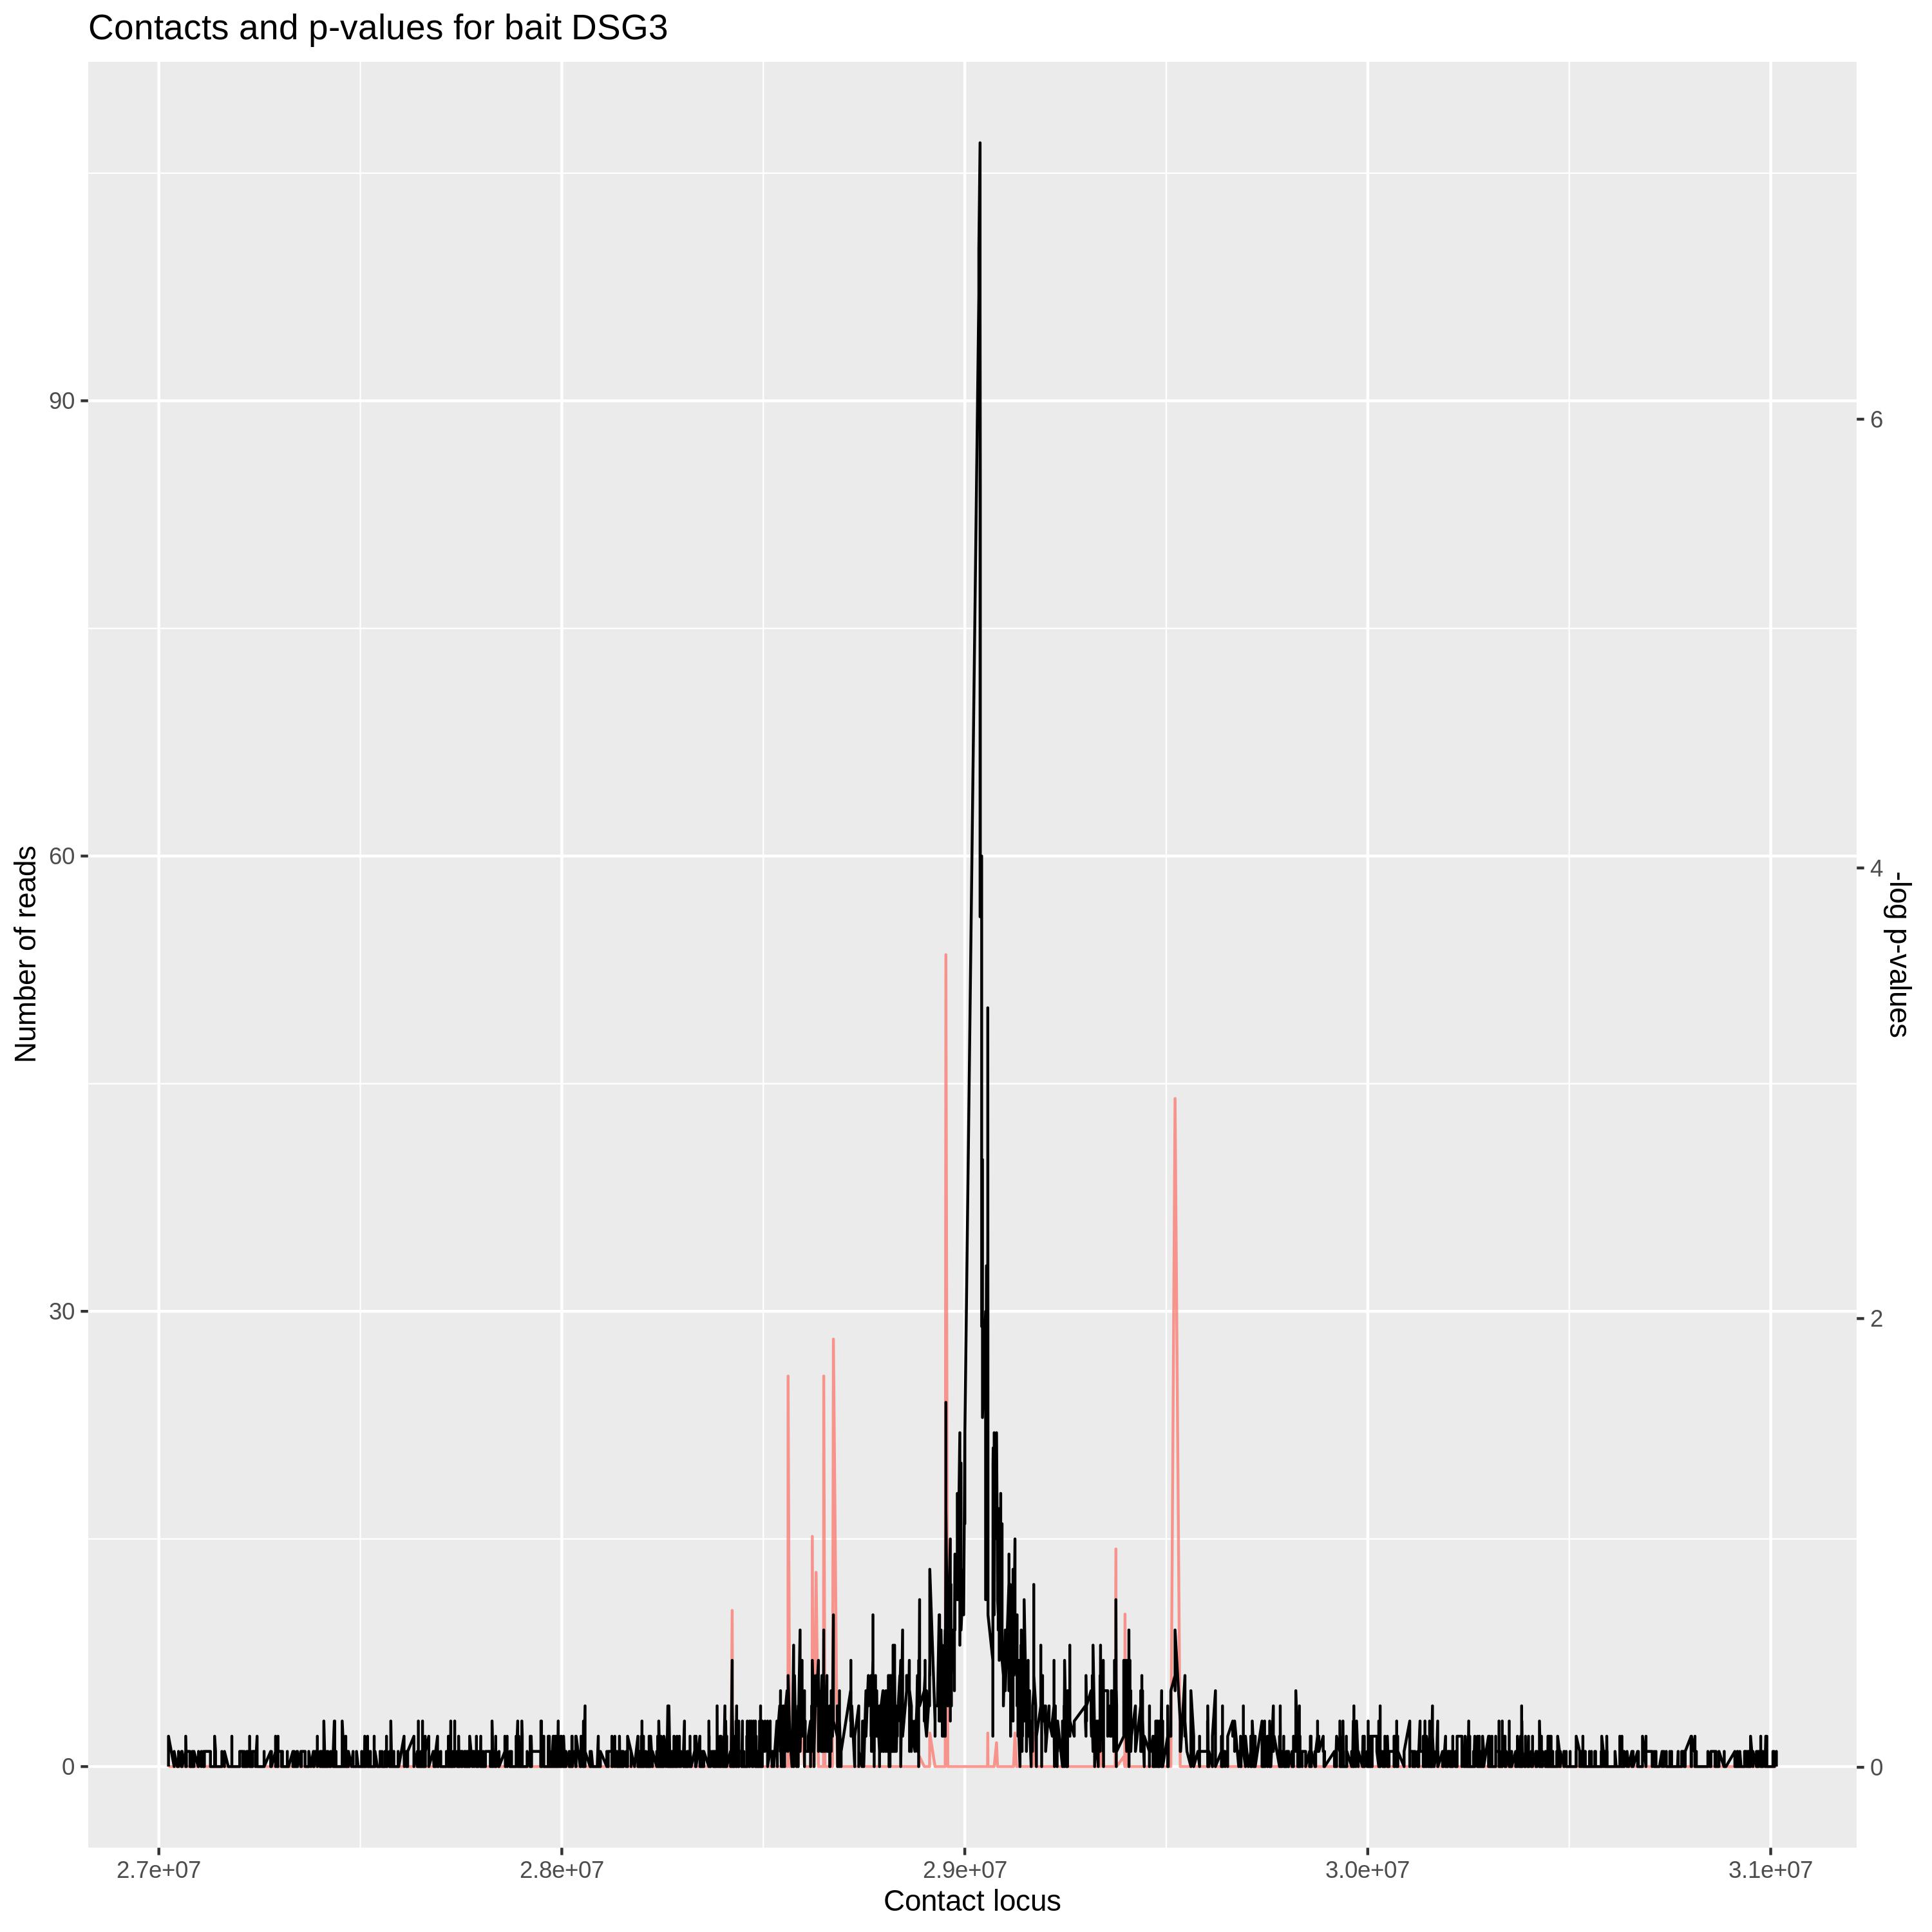 Contacts and p-values for bait DSG3
90
60
30
0
Number of reads
6
4
2
0
-log p-values
2.7e+07
2.8e+07
2.9e+07
3.0e+07
3.1e+07
Contact locus